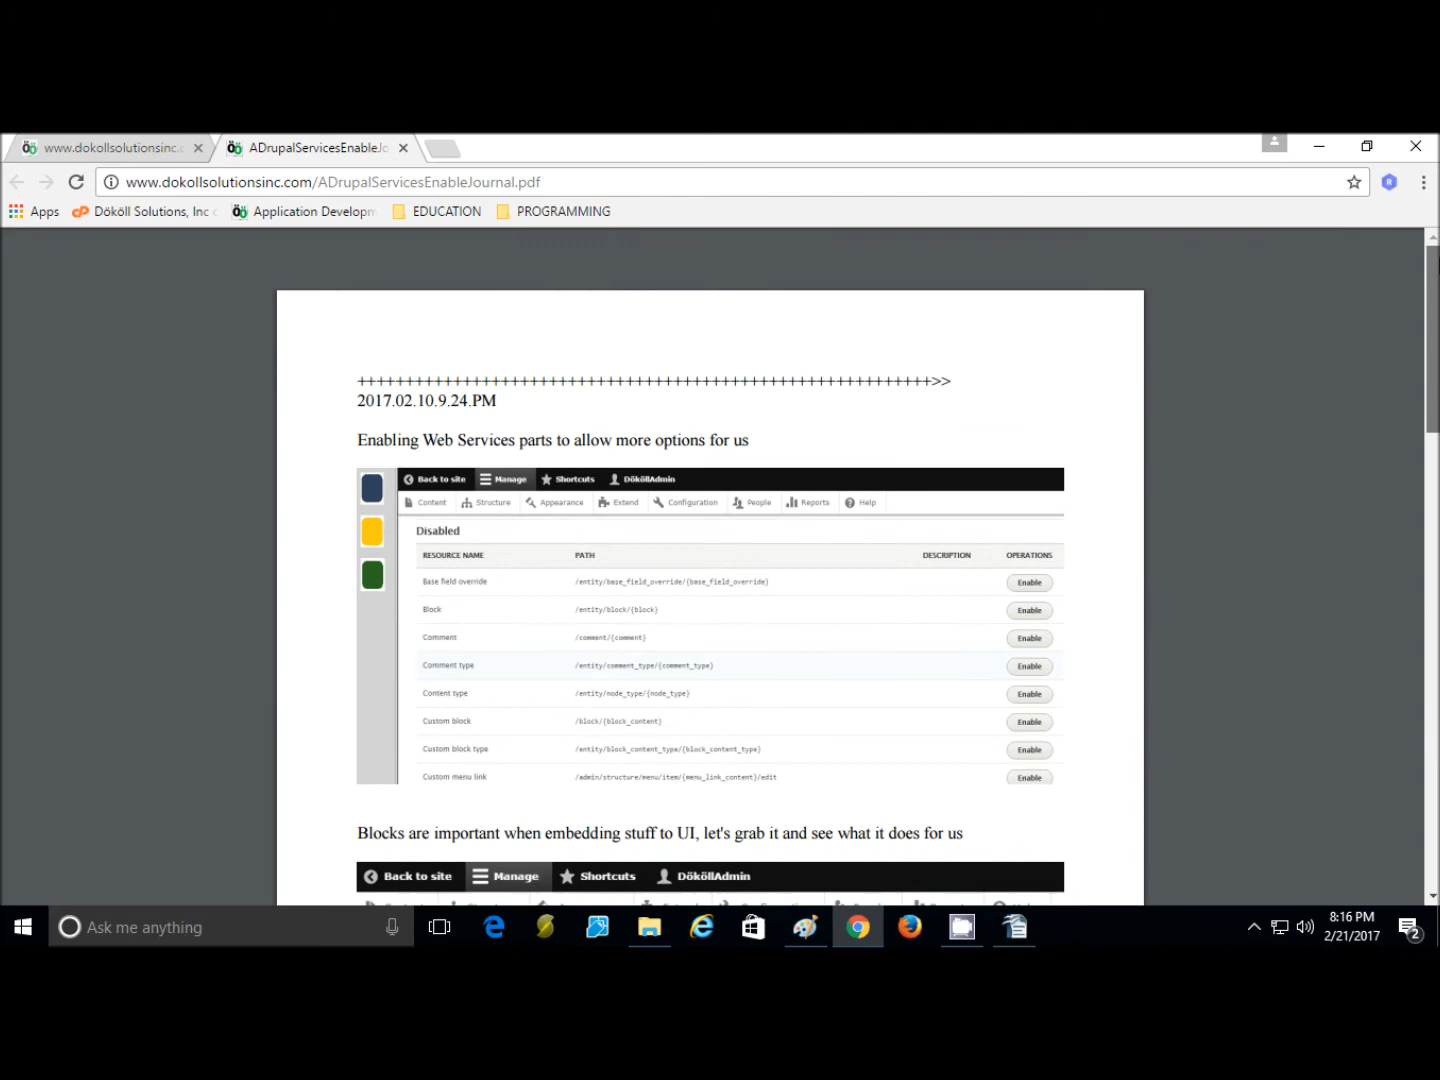 www.dokollsolutionsinc.c
ADrupalServicesEnableJo
www.dokollsolutionsinc.com/ADrupalServicesEnableJournal.pdf
Apps Dököll Solutions, Inc Application Developm EDUCATION PROGRAMMING
++++++++++++++++++++++++++++++++++++++++++++++++++++++++++++>>
2017.02.10.9.24.PM
Enabling Web Services parts to allow more options for us
Back to site Manage Shortcuts DököllAdmin
Content Structure Appearance Extend Configuration People Reports Help
Disabled
RESOURCE NAME PATH DESCRIPTION OPERATIONS
Base field override /entity/base_field_override/{base_field_override} Enable
Block /entity/block/{block} Enable
Comment /comment/{comment} Enable
Comment type /entity/comment_type/{comment_type} Enable
Content type /entity/node_type/{node_type} Enable
Custom block /block/{block_content} Enable
Custom block type /entity/block_content_type/{block_content_type} Enable
Custom menu link /admin/structure/menu/item/{menu_link_content}/edit Enable
Blocks are important when embedding stuff to UI, let's grab it and see what it does for us
Back to site Manage Shortcuts DököllAdmin
Ask me anything
8:16 PM
2/21/2017
2